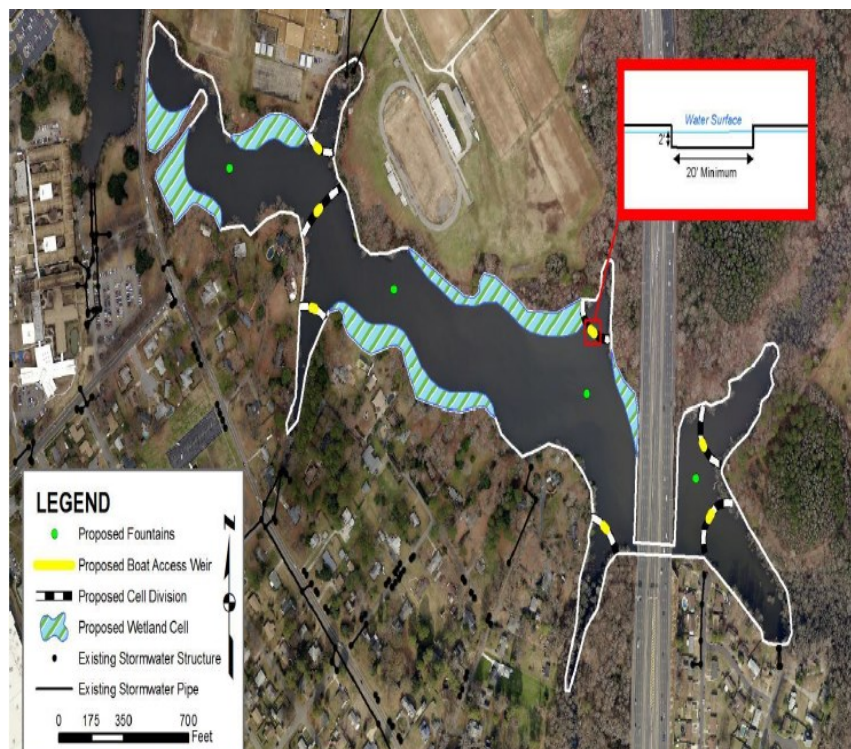 Water Surface
2'
20' Minimum
LEGEND
Proposed Fountains
Proposed Boat Access Weir
Proposed Cell Division
Proposed Wetland Cell
Existing Stormwater Structure
Existing Stormwater Pipe
N
0 175 350 700
Feet